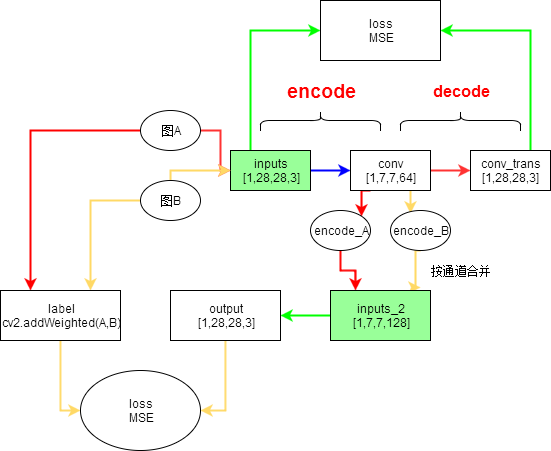 loss
MSE
encode
decode
图A
inputs
[1,28,28,3]
conv
[1,7,7,64]
conv_trans
[1,28,28,3]
图B
encode_A
encode_B
按通道合并
label
cv2.addWeighted(A,B)
output
[1,28,28,3]
inputs_2
[1,7,7,128]
loss
MSE